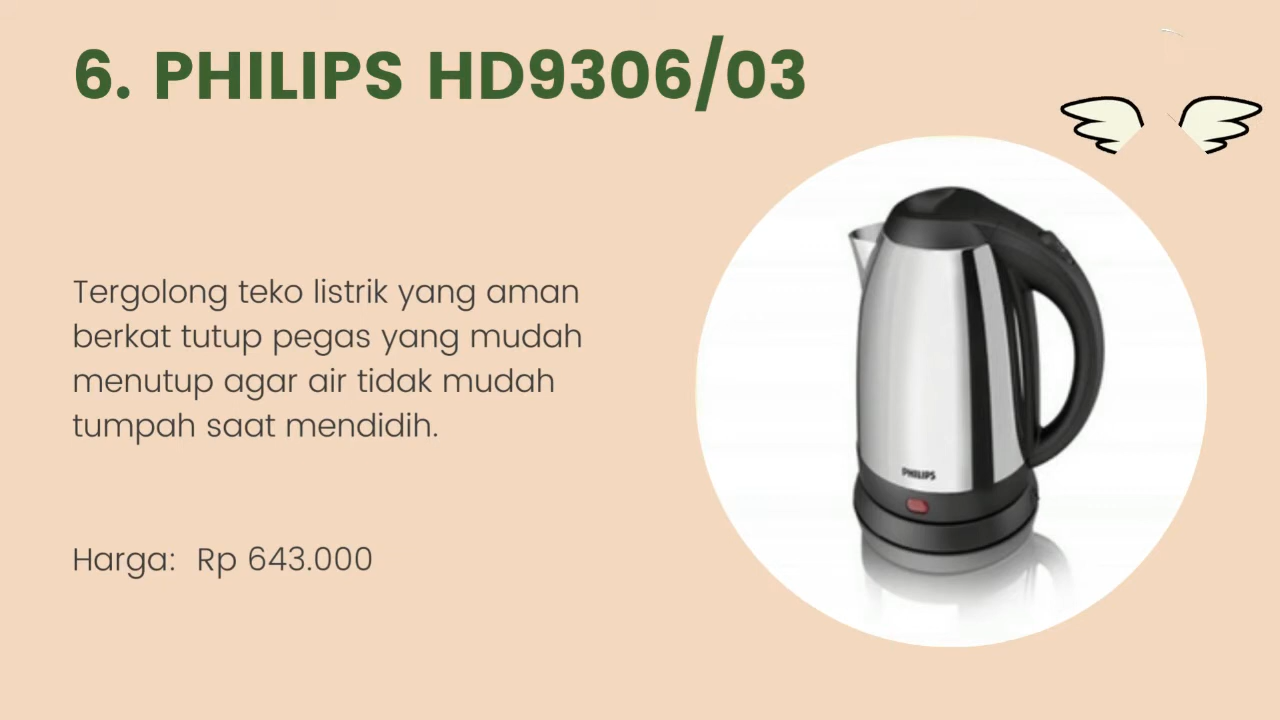 6. PHILIPS HD9306/03
Tergolong teko listrik yang aman
berkat tutup pegas yang mudah
menutup agar air tidak mudah
tumpah saat mendidih.
Harga: Rp 643.000
PHILIPS